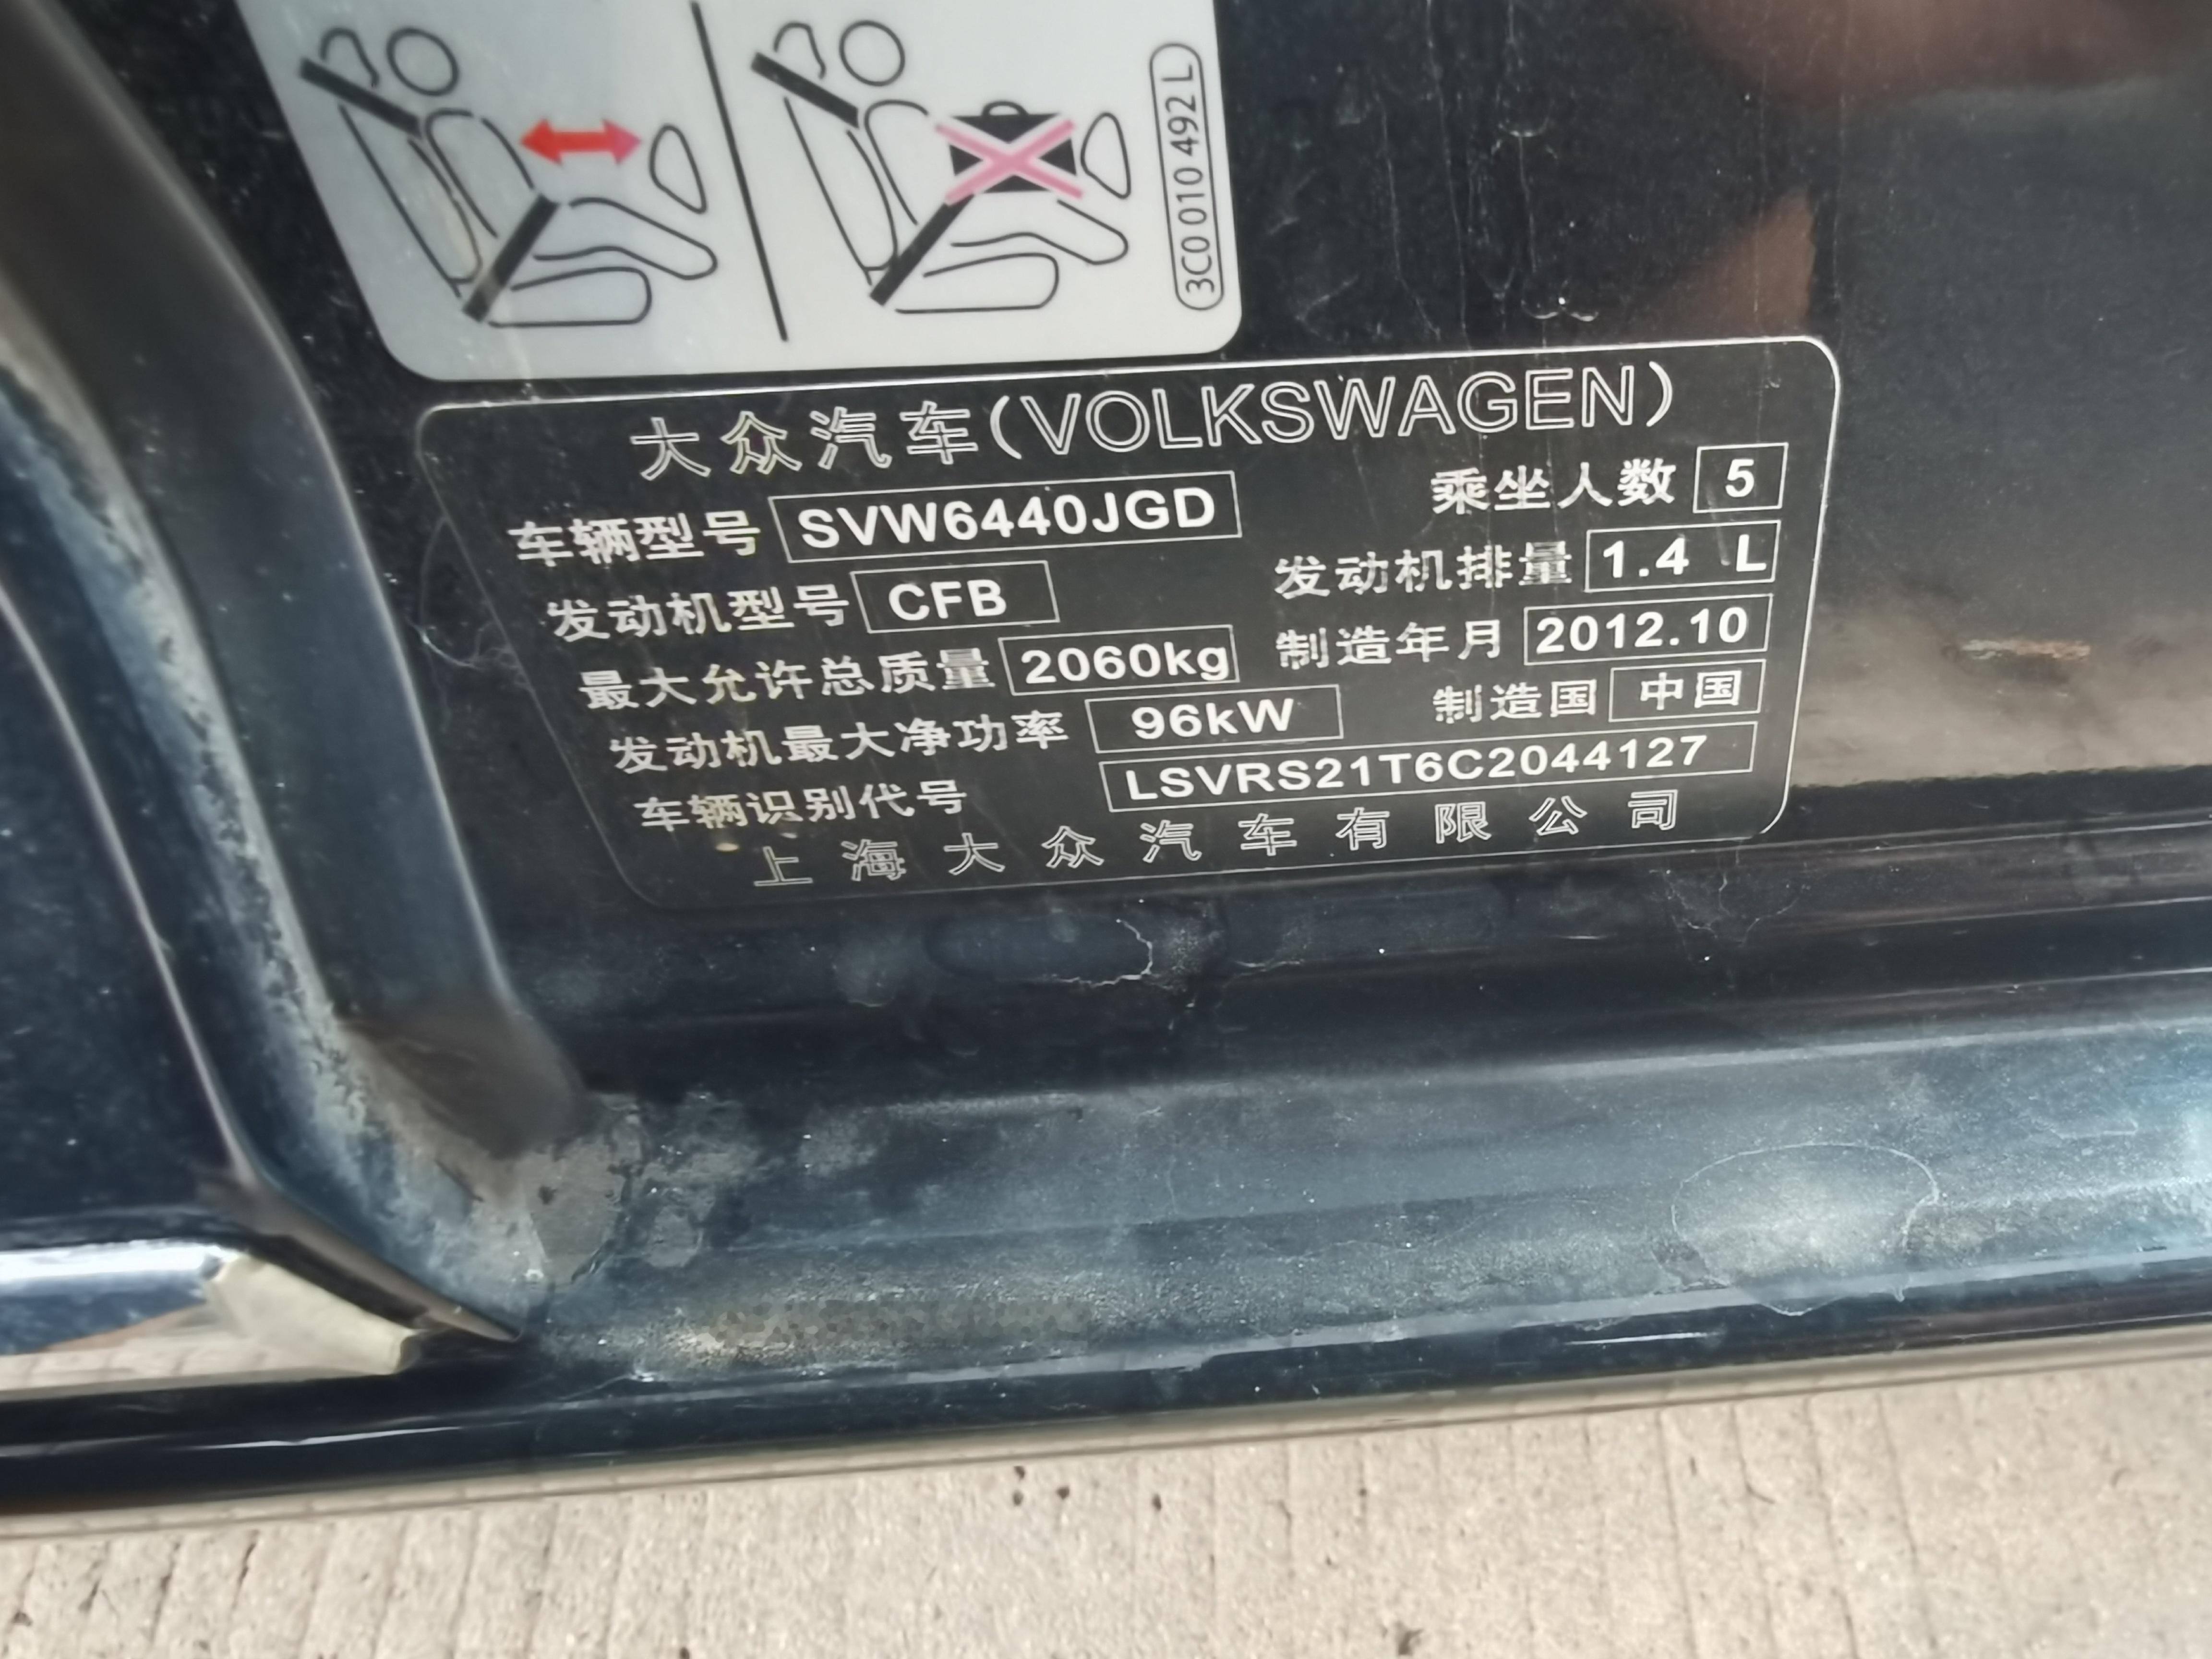 3C0 010 492 L
大众汽车(VOLKSWAGEN)
车辆型号 SVW6440JGD 乘坐人数 5
发动机型号 CFB 发动机排量 1.4 L
最大允许总质量 2060kg 制造年月 2012.10
发动机最大净功率 96kW 制造国 中国
车辆识别代号 LSVRS21T6C2044127
上海大众汽车有限公司